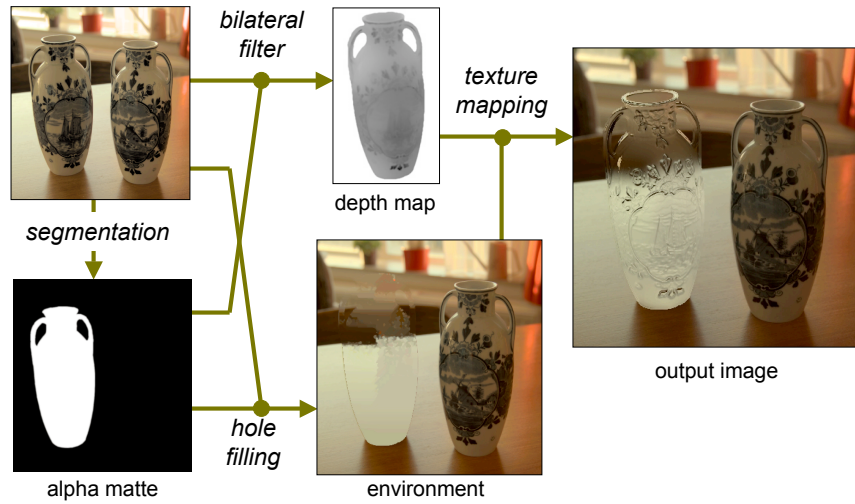 bilateral
filter
texture
mapping
depth map
segmentation
output image
hole
filling
alpha matte
environment